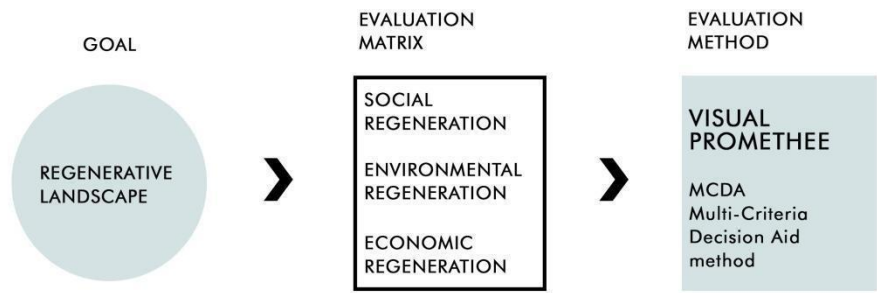 GOAL
REGENERATIVE
LANDSCAPE
EVALUATION
MATRIX
SOCIAL
REGENERATION
ENVIRONMENTAL
REGENERATION
ECONOMIC
REGENERATION
EVALUATION
METHOD
VISUAL
PROMETHEE
MCDA
Multi-Criteria
Decision Aid
method